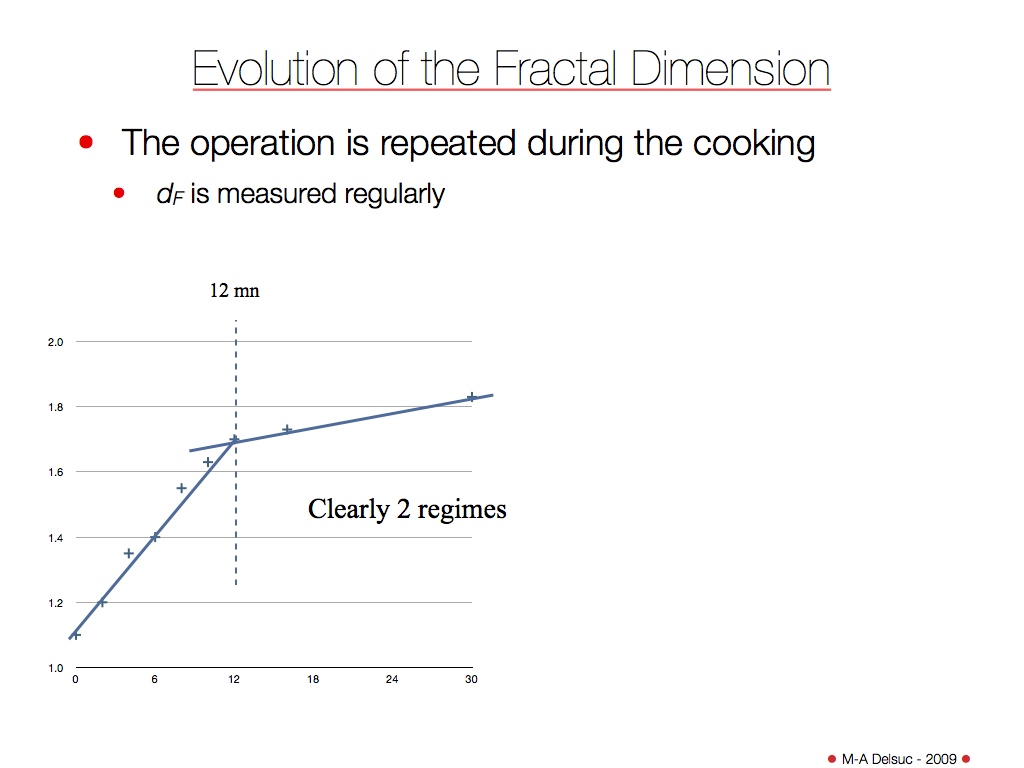 Evolution of the Fractal Dimension
• The operation is repeated during the cooking
• dF is measured regularly
12 mn
2.0
1.8
1.6
Clearly 2 regimes
1.4
1.2
1.0
0 6 12 18 24 30
• M-A Delsuc - 2009 •